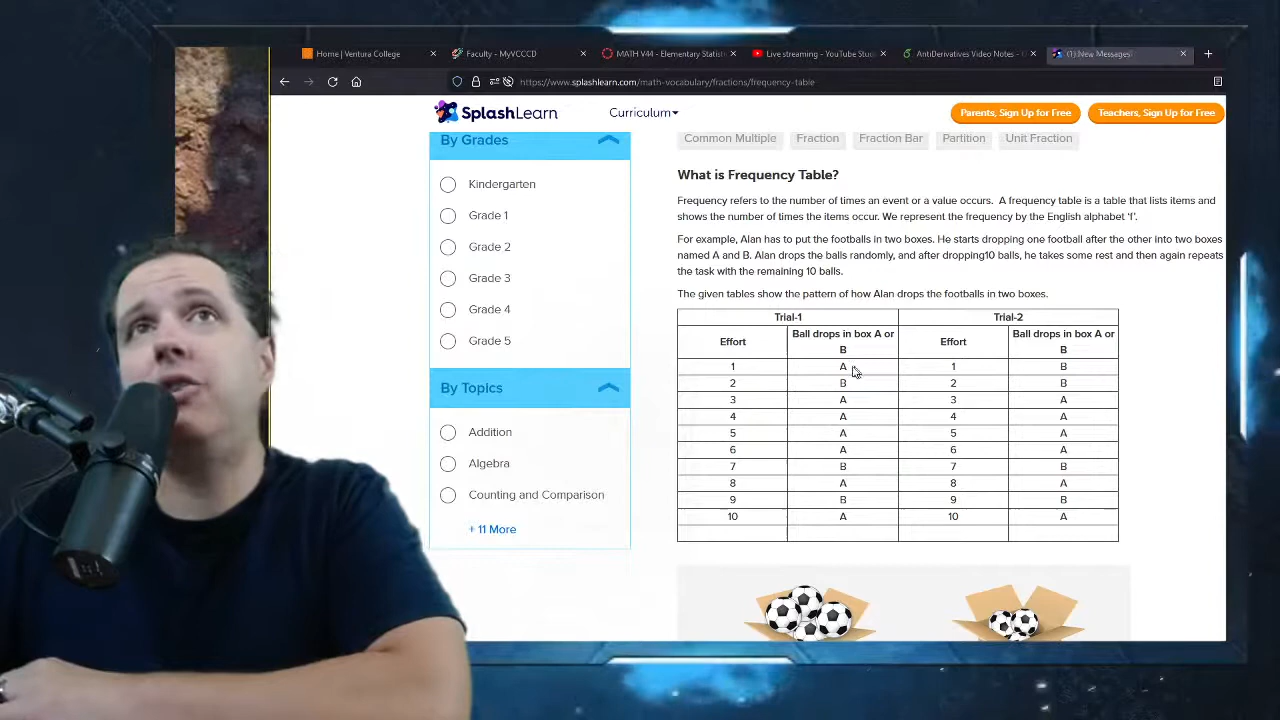 Home | Ventura College
Faculty - MyVCCCD
MATH V44 - Elementary Statist
Live streaming - YouTube Stud
AntiDerivatives Video Notes -
(1) New Messages!
https://www.splashlearn.com/math-vocabulary/fractions/frequency-table
SplashLearn
Curriculum
Parents, Sign Up for Free
Teachers, Sign Up for Free
By Grades
Kindergarten
Grade 1
Grade 2
Grade 3
Grade 4
Grade 5
By Topics
Addition
Algebra
Counting and Comparison
+ 11 More
Common Multiple Fraction Fraction Bar Partition Unit Fraction
What is Frequency Table?
Frequency refers to the number of times an event or a value occurs. A frequency table is a table that lists items and
shows the number of times the items occur. We represent the frequency by the English alphabet ‘f’.
For example, Alan has to put the footballs in two boxes. He starts dropping one football after the other into two boxes
named A and B. Alan drops the balls randomly, and after dropping10 balls, he takes some rest and then again repeats
the task with the remaining 10 balls.
The given tables show the pattern of how Alan drops the footballs in two boxes.
Trial-1 Trial-2
Effort Ball drops in box A or B Effort Ball drops in box A or B
1 A 1 B
2 B 2 B
3 A 3 A
4 A 4 A
5 A 5 A
6 A 6 A
7 B 7 B
8 A 8 A
9 B 9 B
10 A 10 A